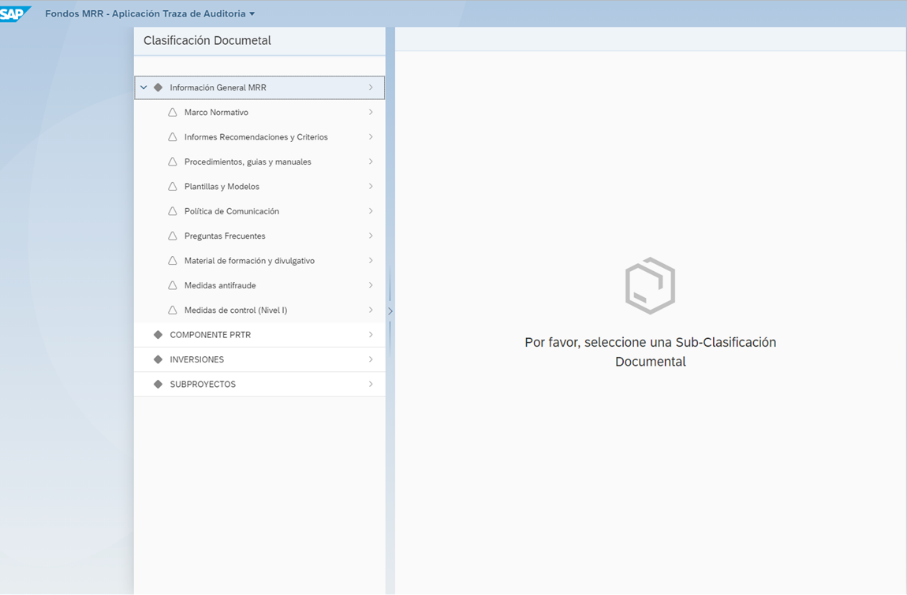 SAP Fondos MRR - Aplicación Traza de Auditoria
Clasificación Documetal
Información General MRR
Marco Normativo
Informes Recomendaciones y Criterios
Procedimientos, guias y manuales
Plantillas y Modelos
Política de Comunicación
Preguntas Frecuentes
Material de formación y divulgativo
Medidas antifraude
Medidas de control (Nivel I)
COMPONENTE PRTR
INVERSIONES
SUBPROYECTOS
Por favor, seleccione una Sub-Clasificación
Documental